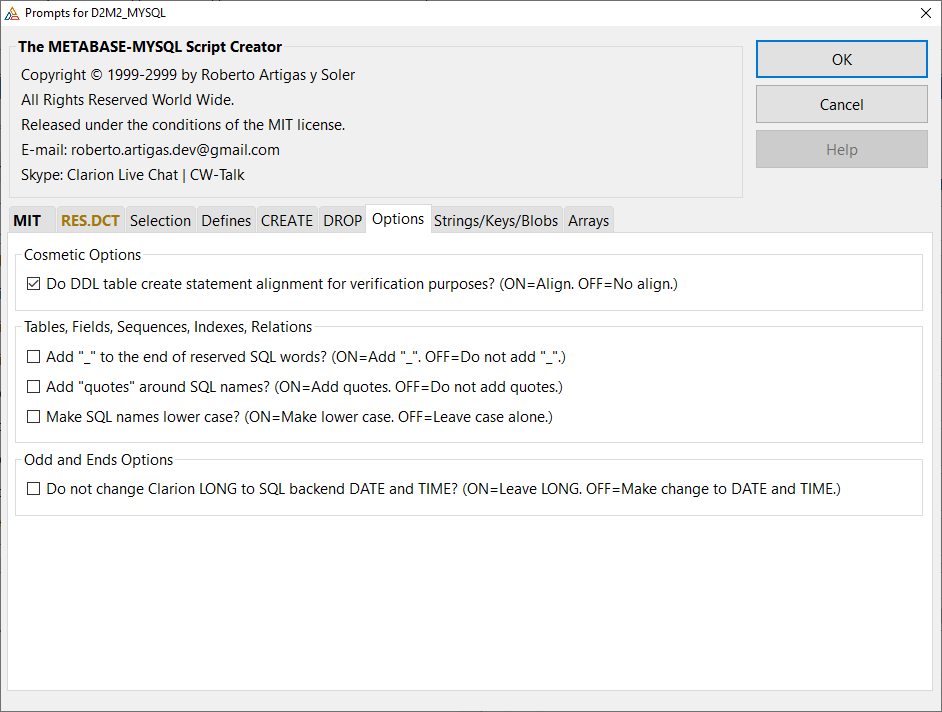 Prompts for D2M2_MYSQL
The METABASE-MYSQL Script Creator
Copyright © 1999-2999 by Roberto Artigas y Soler
All Rights Reserved World Wide.
Released under the conditions of the MIT license.
E-mail: roberto.artigas.dev@gmail.com
Skype: Clarion Live Chat | CW-Talk
OK
Cancel
Help
MIT RES.DCT Selection Defines CREATE DROP Options Strings/Keys/Blobs Arrays
Cosmetic Options
Do DDL table create statement alignment for verification purposes? (ON=Align. OFF=No align.)
Tables, Fields, Sequences, Indexes, Relations
Add "_" to the end of reserved SQL words? (ON=Add "_". OFF=Do not add "_".)
Add "quotes" around SQL names? (ON=Add quotes. OFF=Do not add quotes.)
Make SQL names lower case? (ON=Make lower case. OFF=Leave case alone.)
Odd and Ends Options
Do not change Clarion LONG to SQL backend DATE and TIME? (ON=Leave LONG. OFF=Make change to DATE and TIME.)